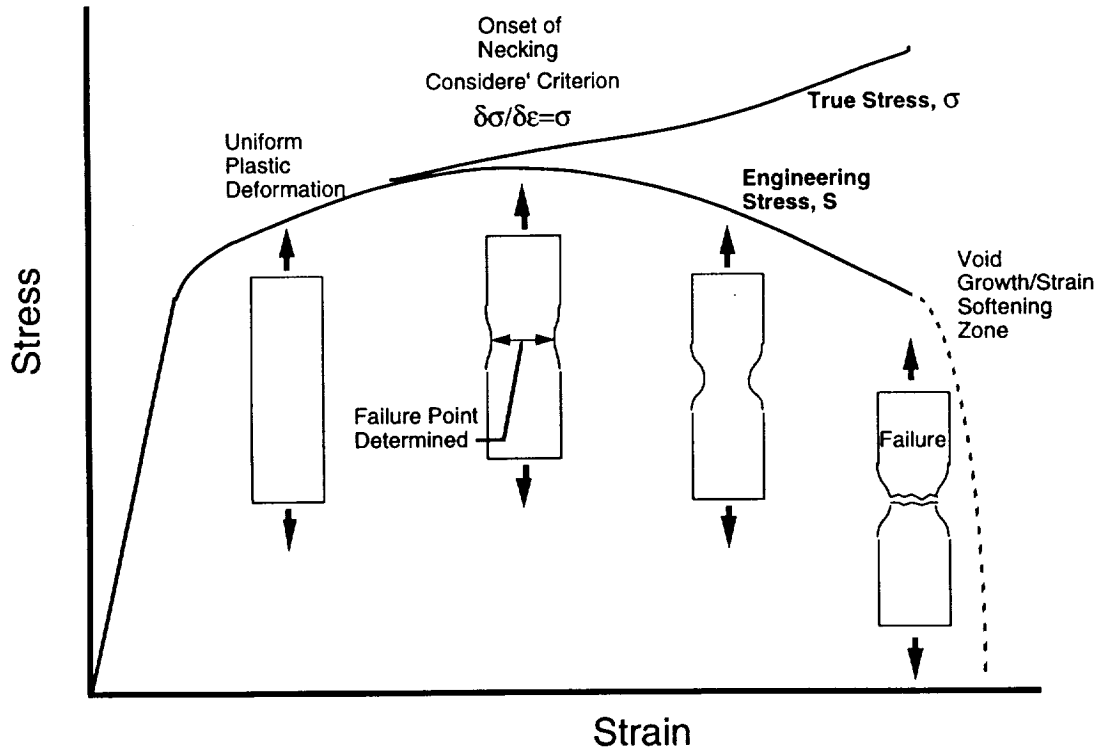 Onset of
Necking
Considere' Criterion
δσ/δε=σ
True Stress, σ
Uniform
Plastic
Deformation
Engineering
Stress, S
Void
Growth/Strain
Softening
Zone
Failure Point
Determined
Failure
Stress
Strain